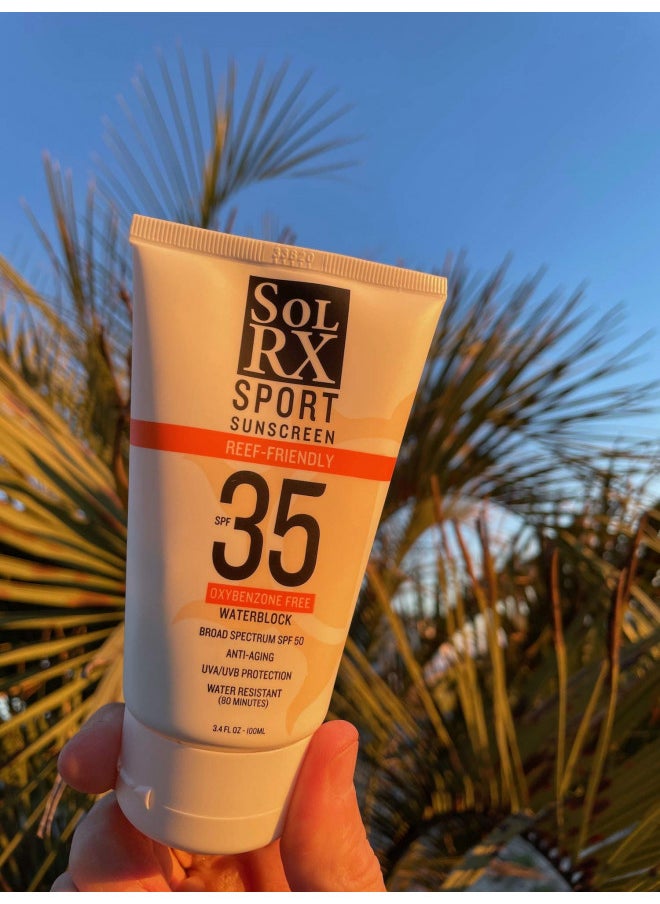 SOL
RX
SPORT
SUNSCREEN
REEF-FRIENDLY
SPF 35
OXYBENZONE FREE
WATERBLOCK
BROAD SPECTRUM SPF 50
ANTI-AGING
UVA/UVB PROTECTION
WATER RESISTANT
(80 MINUTES)
3.4 FL OZ - 100ML